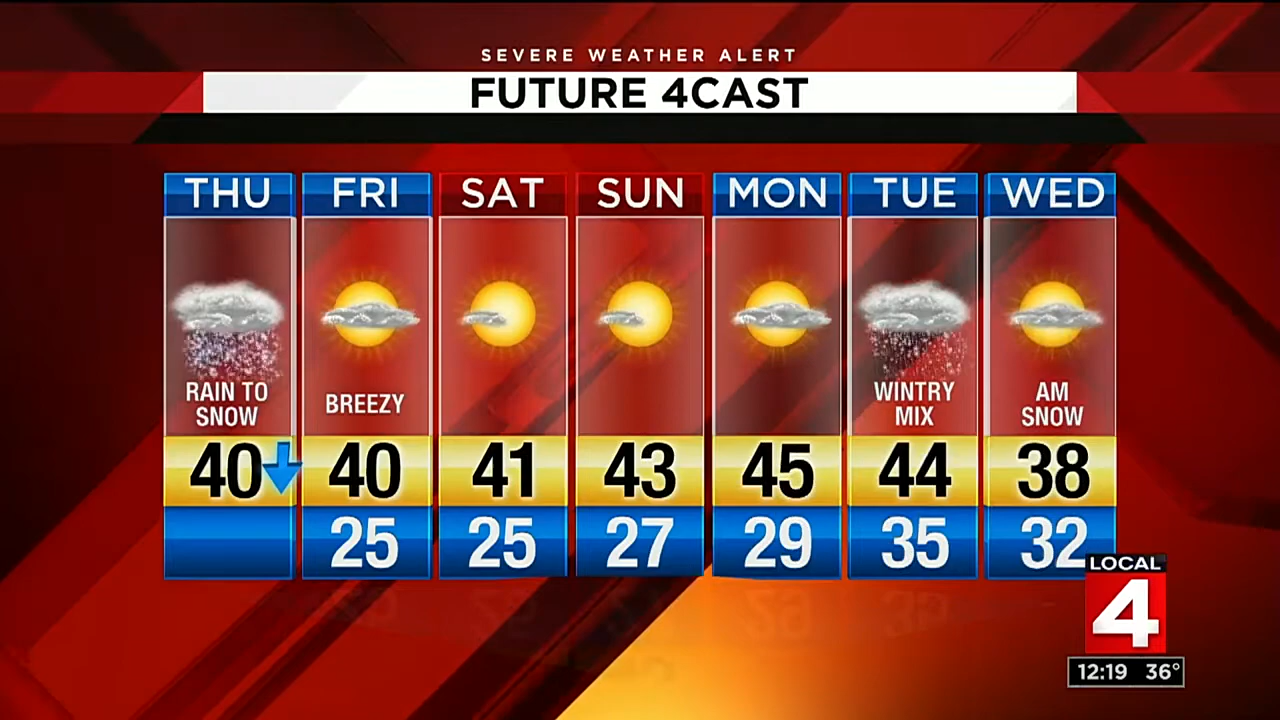 SEVERE WEATHER ALERT
FUTURE 4CAST
THU FRI SAT SUN MON TUE WED
RAIN TO
SNOW
BREEZY
WINTRY
MIX
AM
SNOW
40 40 41 43 45 44 38
25 25 27 29 35 32
LOCAL
4
12:19 36°